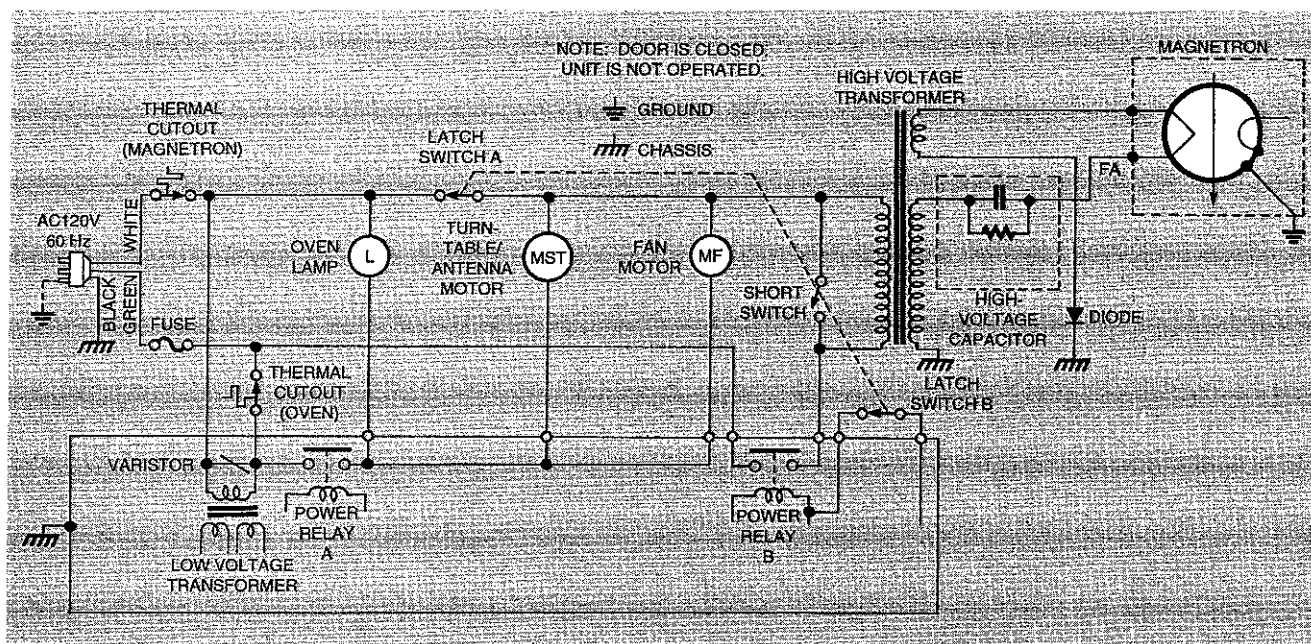 NOTE: DOOR IS CLOSED.
UNIT IS NOT OPERATED.
GROUND
CHASSIS
MAGNETRON
HIGH VOLTAGE
TRANSFORMER
THERMAL
CUTOUT
(MAGNETRON)
LATCH
SWITCH A
FA
AC120V
60 Hz
WHITE
BLACK
GREEN
FUSE
OVEN
LAMP
L
TURN-
TABLE/
ANTENNA
MOTOR
MST
FAN
MOTOR
MF
SHORT
SWITCH
HIGH-
VOLTAGE
CAPACITOR
DIODE
THERMAL
CUTOUT
(OVEN)
LATCH
SWITCH B
VARISTOR
POWER
RELAY
A
POWER
RELAY
B
LOW VOLTAGE
TRANSFORMER